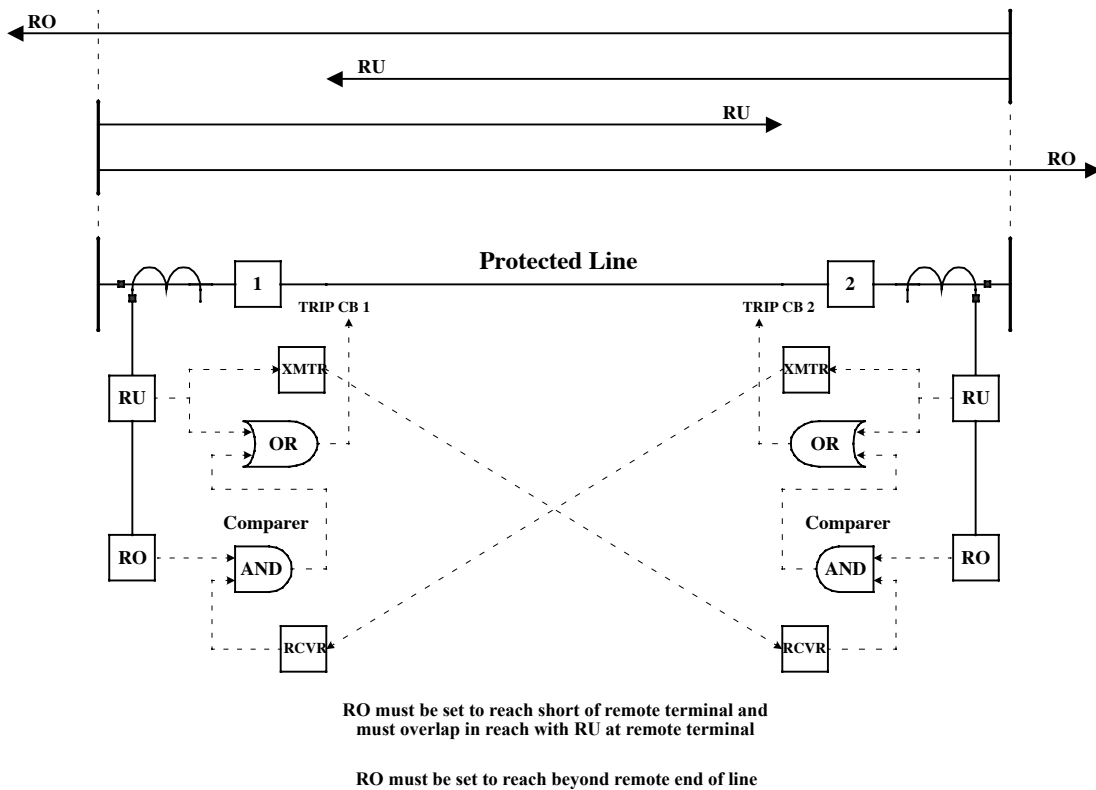 RO
RU
RU
RO
Protected Line
1
2
TRIP CB 1
TRIP CB 2
XMTR
XMTR
RU
RU
OR
OR
Comparer
Comparer
RO
AND
AND
RO
RCVR
RCVR
RO must be set to reach short of remote terminal and
must overlap in reach with RU at remote terminal
RO must be set to reach beyond remote end of line